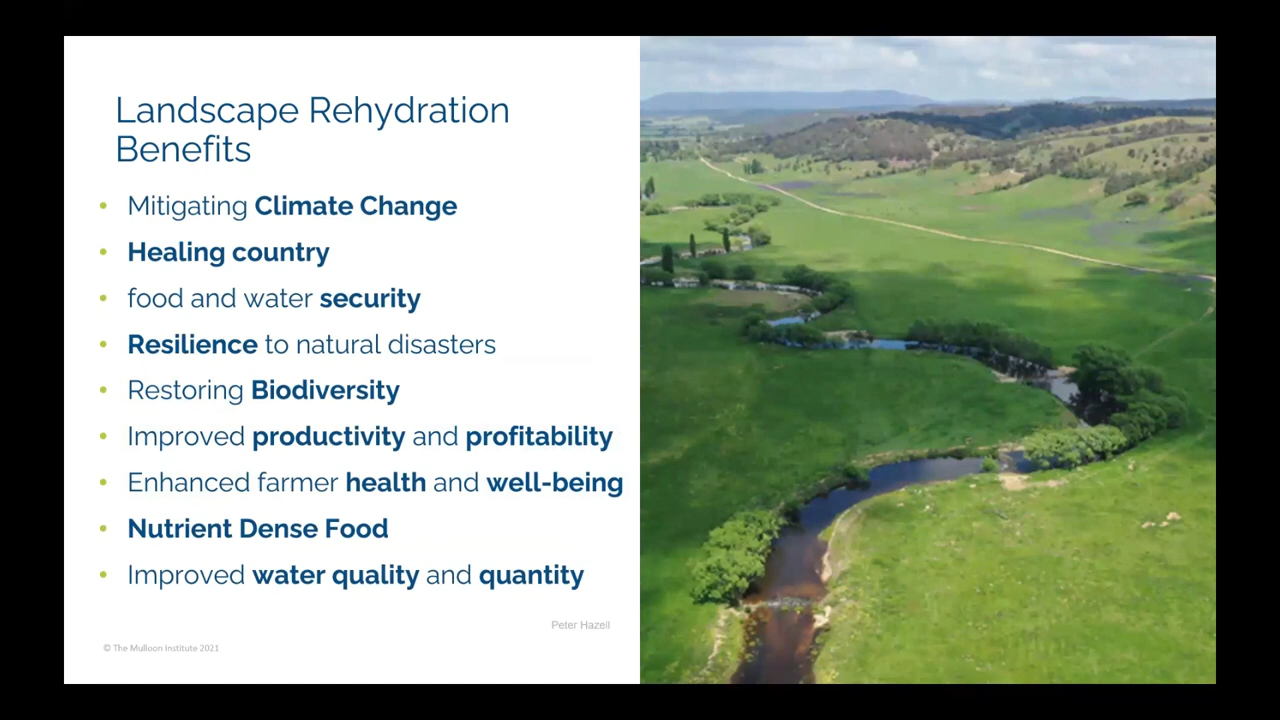 Landscape Rehydration
Benefits
• Mitigating Climate Change
• Healing country
• food and water security
• Resilience to natural disasters
• Restoring Biodiversity
• Improved productivity and profitability
• Enhanced farmer health and well-being
• Nutrient Dense Food
• Improved water quality and quantity
Peter Hazell
© The Mulloon Institute 2021